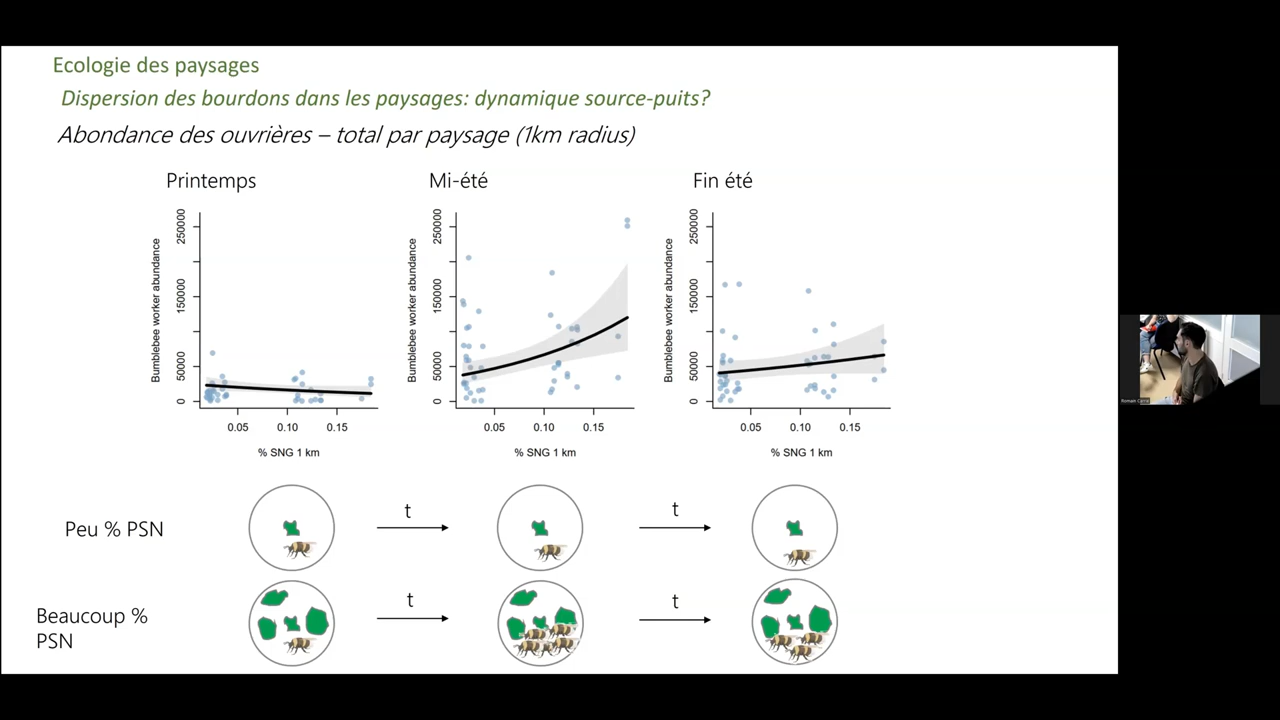 Ecologie des paysages
Dispersion des bourdons dans les paysages: dynamique source-puits?
Abondance des ouvrières – total par paysage (1km radius)
Printemps
Mi-été
Fin été
Bumblebee worker abundance
0
50000
150000
250000
0.05 0.10 0.15
% SNG 1 km
Bumblebee worker abundance
0
50000
150000
250000
0.05 0.10 0.15
% SNG 1 km
Bumblebee worker abundance
0
50000
150000
250000
0.05 0.10 0.15
% SNG 1 km
Peu % PSN
t
t
Beaucoup %
PSN
t
t
Romain Carrié